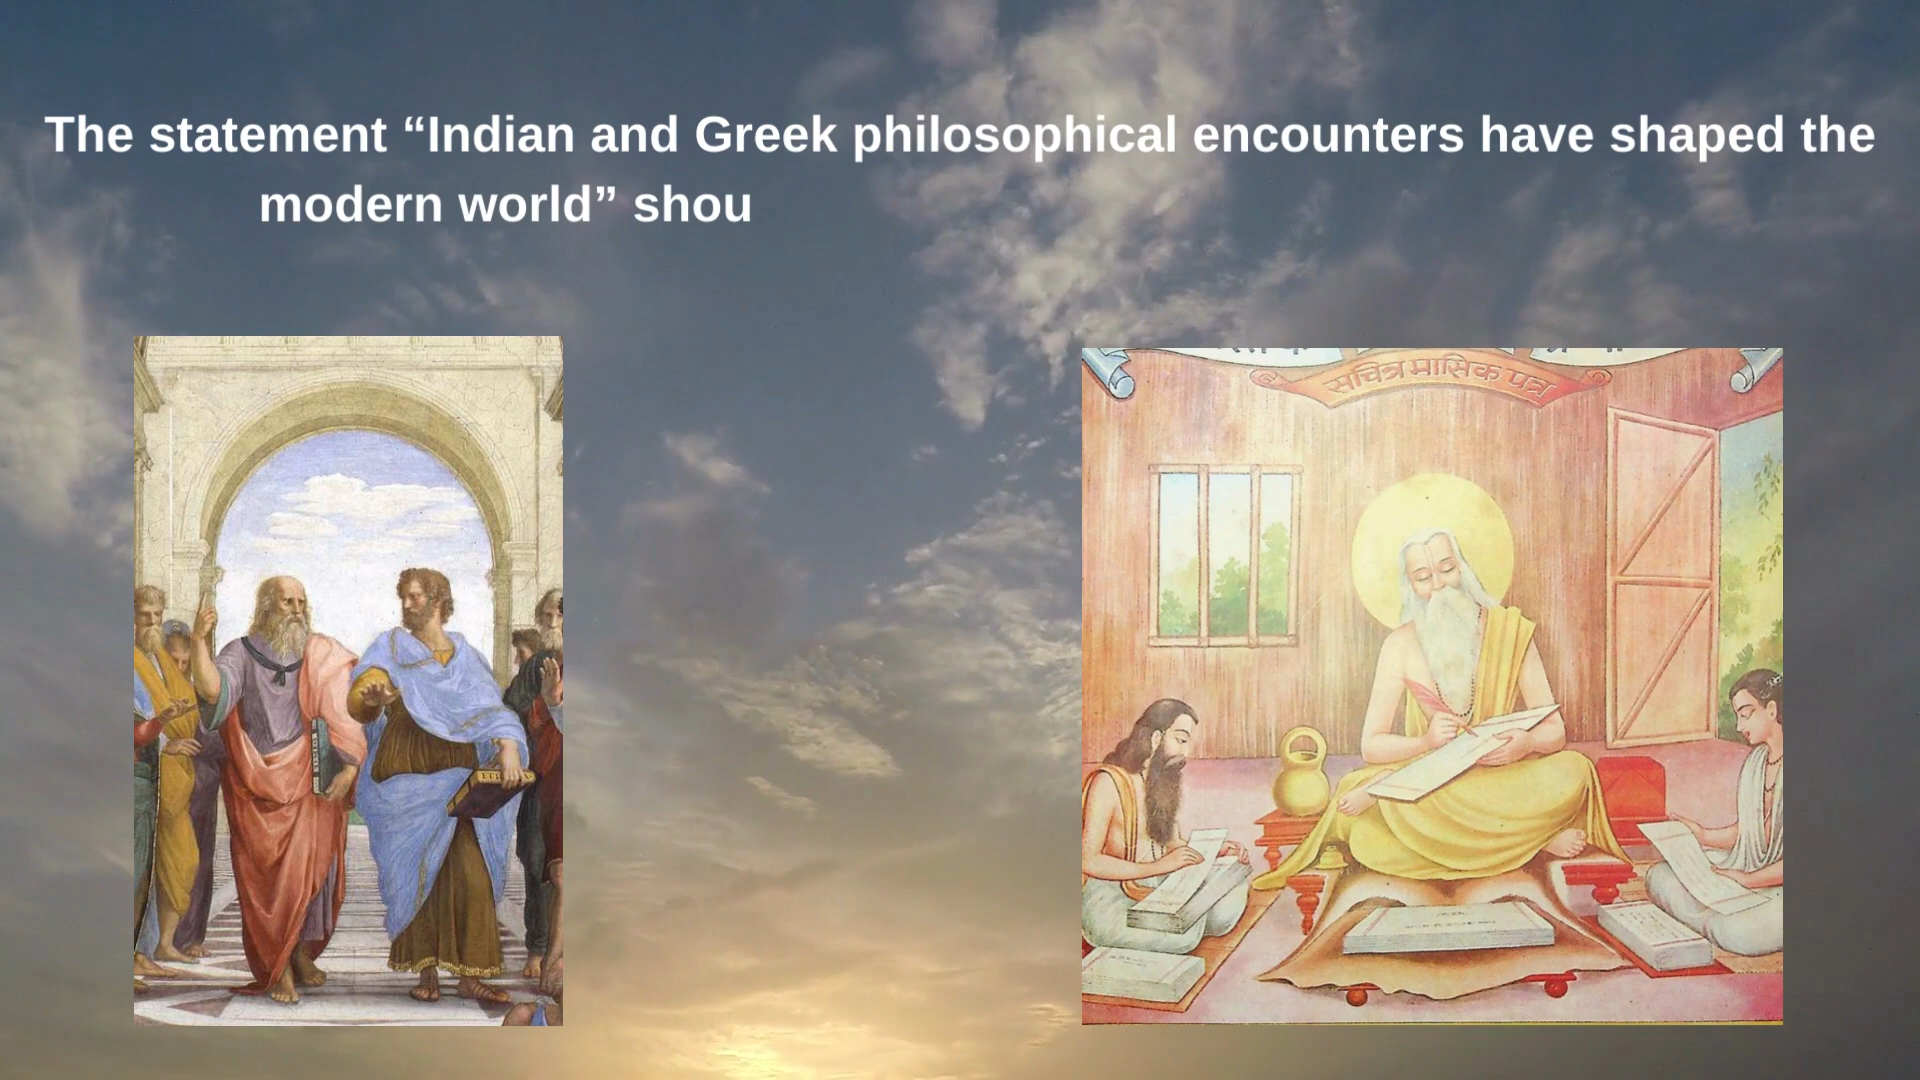 The statement “Indian and Greek philosophical encounters have shaped the
modern world” shou
सचित्र मासिक पत्र